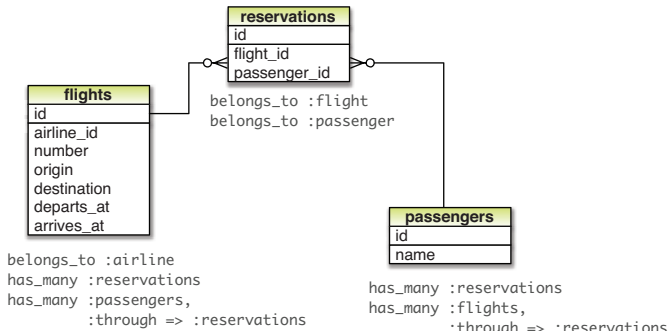 reservations
id
flight_id
passenger_id
belongs_to :flight
belongs_to :passenger
flights
id
airline_id
number
origin
destination
departs_at
arrives_at
belongs_to :airline
has_many :reservations
has_many :passengers,
:through => :reservations
passengers
id
name
has_many :reservations
has_many :flights,
:through => :reservations